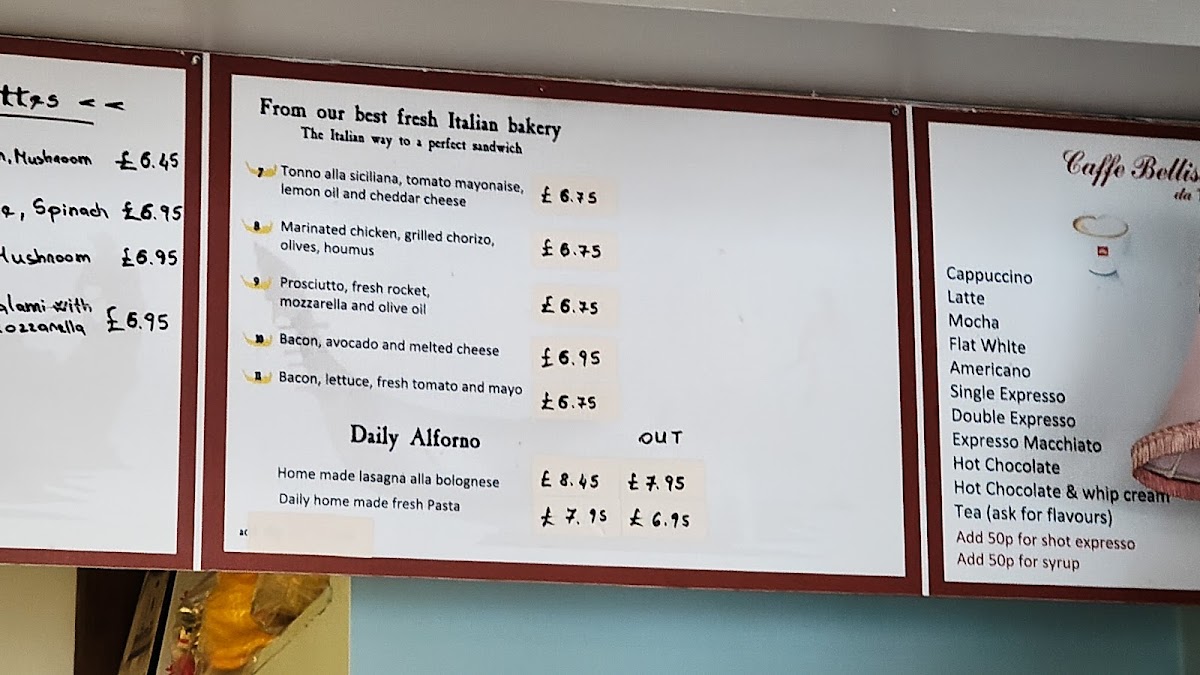 <<
Mushroom £6.45
Spinach £6.95
Mushroom £6.95
with
£6.95
From our best fresh Italian bakery
The Italian way to a perfect sandwich
7 Tonno alla siciliana, tomato mayonaise, £6.75
lemon oil and cheddar cheese
8 Marinated chicken, grilled chorizo, £6.75
olives, houmus
9 Prosciutto, fresh rocket, £6.75
mozzarella and olive oil
10 Bacon, avocado and melted cheese £6.95
11 Bacon, lettuce, fresh tomato and mayo £6.75
Daily Alforno OUT
Home made lasagna alla bolognese £8.45 £7.95
Daily home made fresh Pasta £7.95 £6.95
Caffe
da
Cappuccino
Latte
Mocha
Flat White
Americano
Single Expresso
Double Expresso
Expresso Macchiato
Hot Chocolate
Hot Chocolate & whip cream
Tea (ask for flavours)
Add 50p for shot expresso
Add 50p for syrup